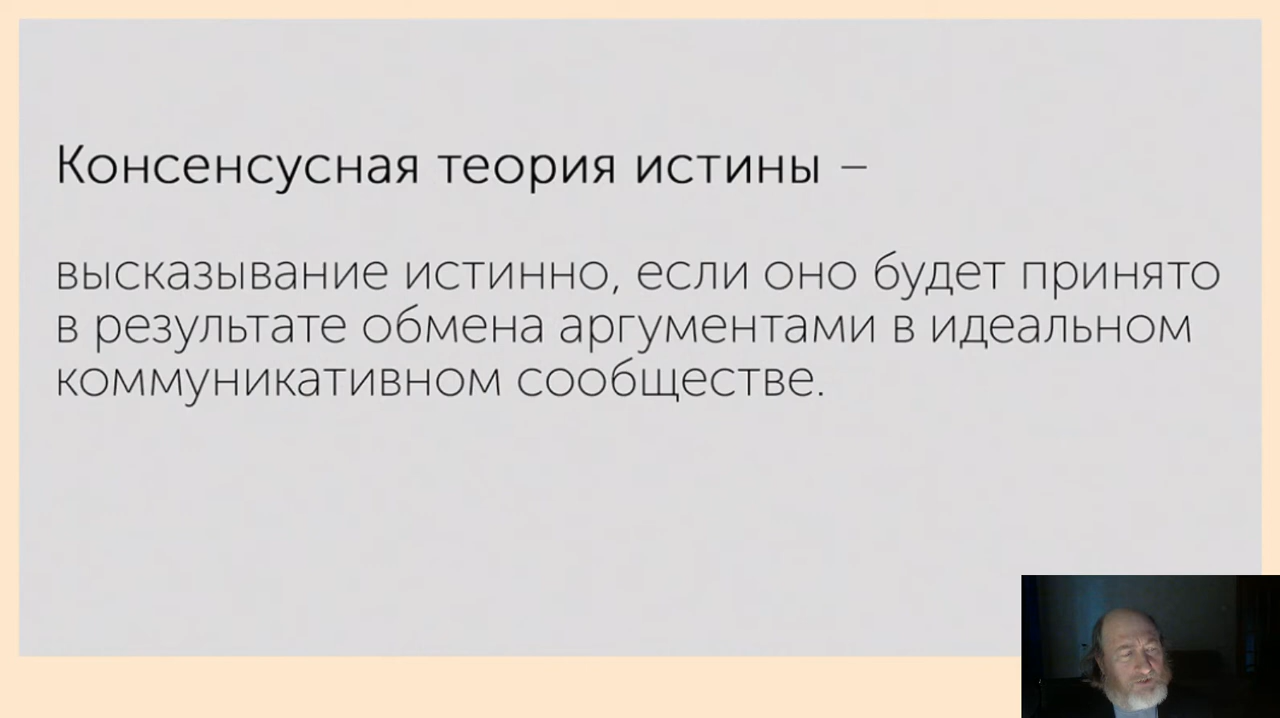 Консенсусная теория истины –
высказывание истинно, если оно будет принято
в результате обмена аргументами в идеальном
коммуникативном сообществе.